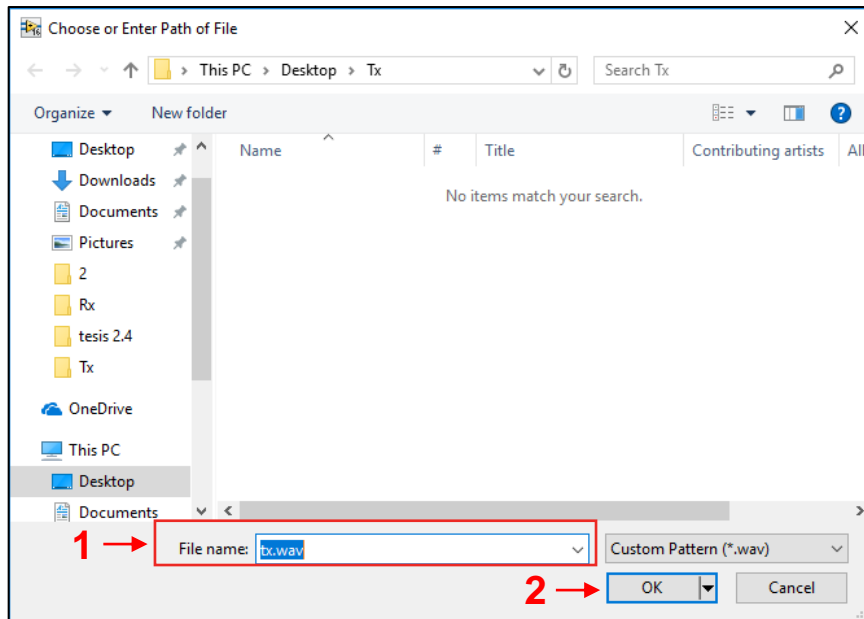 Choose or Enter Path of File
This PC > Desktop > Tx
Search Tx
Organize
New folder
?
Name
#
Title
Contributing artists
All
No items match your search.
Desktop
Downloads
Documents
Pictures
2
Rx
tesis 2.4
Tx
OneDrive
This PC
Desktop
Documents
1
File name:
tx.wav
Custom Pattern (*.wav)
2
OK
Cancel